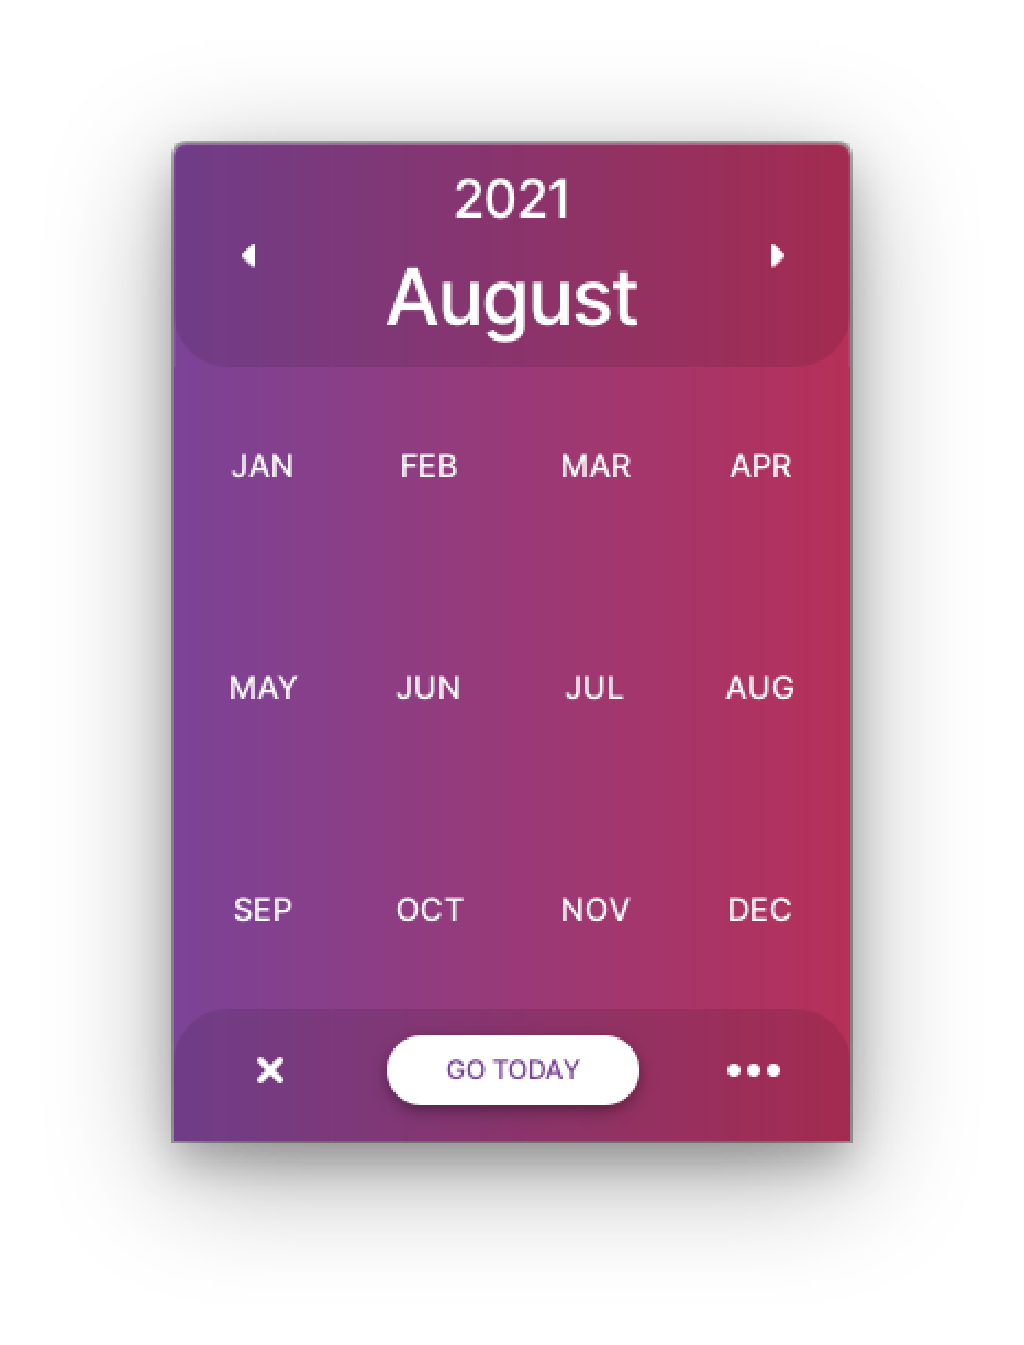 2021
August
JAN FEB MAR APR
MAY JUN JUL AUG
SEP OCT NOV DEC
GO TODAY